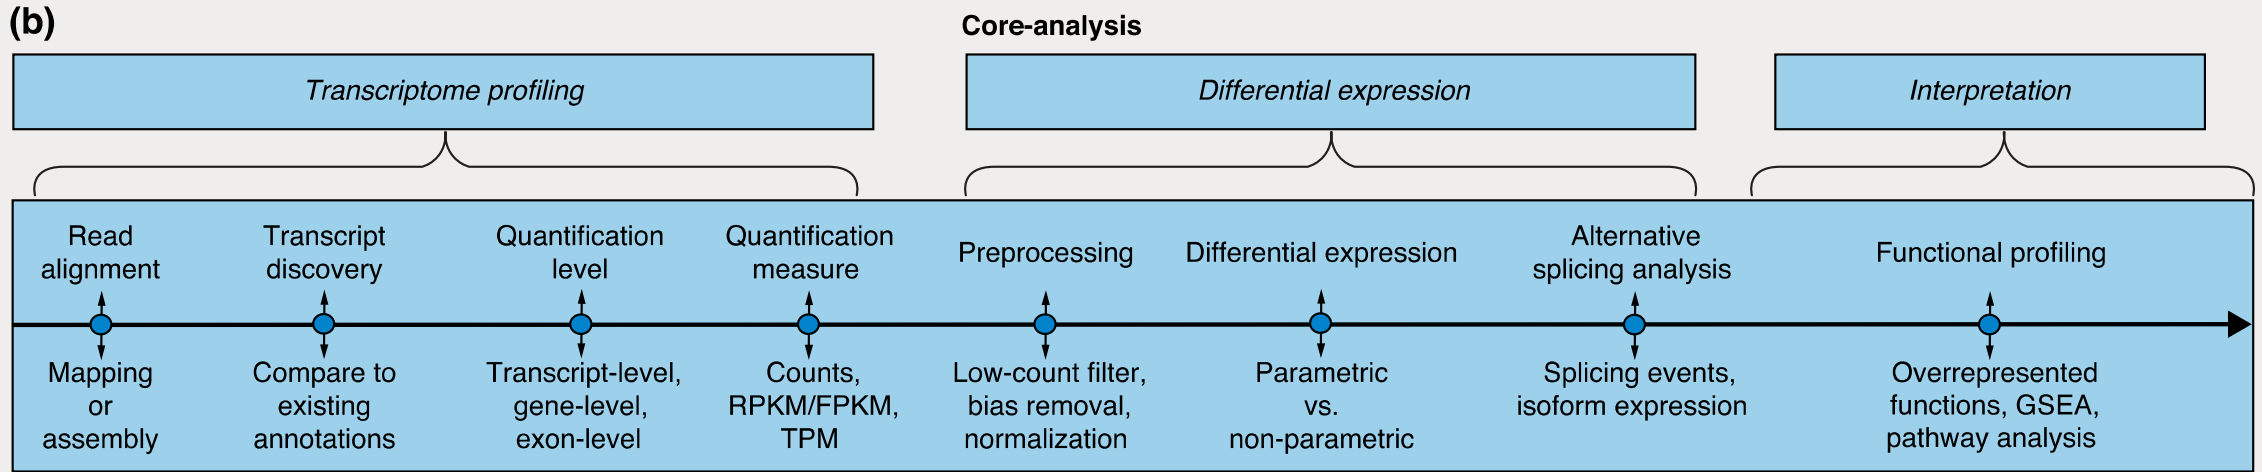 (b)
Core-analysis
Transcriptome profiling
Differential expression
Interpretation
Read
alignment
Transcript
discovery
Quantification
level
Quantification
measure
Preprocessing
Differential expression
Alternative
splicing analysis
Functional profiling
Mapping
or
assembly
Compare to
existing
annotations
Transcript-level,
gene-level,
exon-level
Counts,
RPKM/FPKM,
TPM
Low-count filter,
bias removal,
normalization
Parametric
vs.
non-parametric
Splicing events,
isoform expression
Overrepresented
functions, GSEA,
pathway analysis